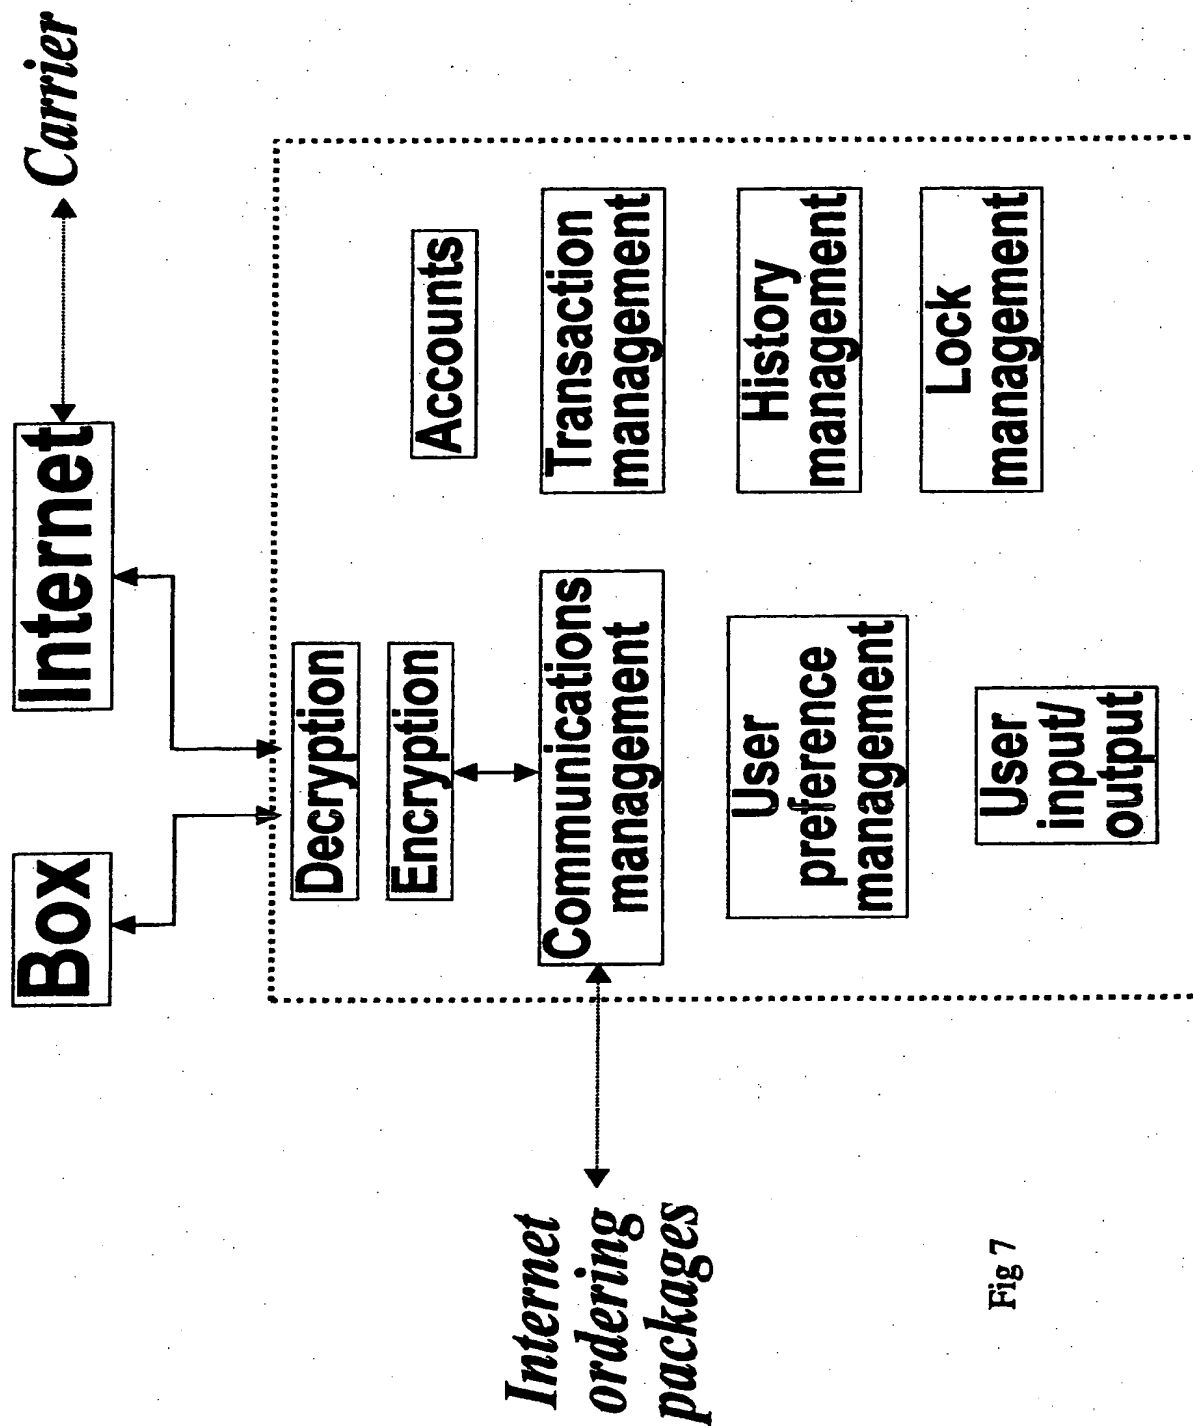 Box
Internet
Carrier
Decryption
Encryption
Accounts
Internet
ordering
packages
Communications
management
Transaction
management
User
preference
management
History
management
User
input/
output
Lock
management
Fig 7